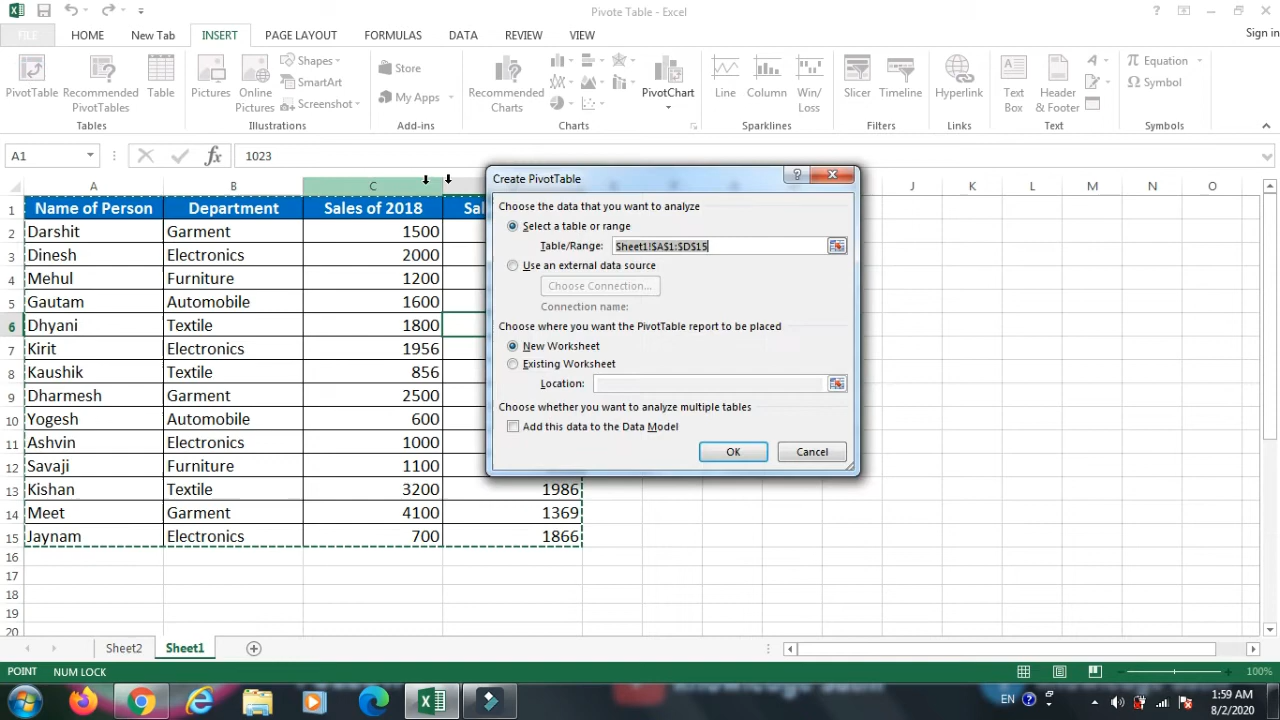 Pivote Table - Excel
?
FILE HOME New Tab INSERT PAGE LAYOUT FORMULAS DATA REVIEW VIEW Sign in
PivotTable Recommended PivotTables Table Pictures Online Pictures Shapes SmartArt Screenshot Store My Apps Recommended Charts PivotChart Line Column Win/ Loss Slicer Timeline Hyperlink Text Box Header & Footer Equation Symbol
Tables Illustrations Add-ins Charts Sparklines Filters Links Text Symbols
A1 fx 1023
A B C J K L M N O
1 Name of Person Department Sales of 2018 Sal
2 Darshit Garment 1500
3 Dinesh Electronics 2000
4 Mehul Furniture 1200
5 Gautam Automobile 1600
6 Dhyani Textile 1800
7 Kirit Electronics 1956
8 Kaushik Textile 856
9 Dharmesh Garment 2500
10 Yogesh Automobile 600
11 Ashvin Electronics 1000
12 Savaji Furniture 1100
13 Kishan Textile 3200 1986
14 Meet Garment 4100 1369
15 Jaynam Electronics 700 1866
16
17
18
19
20
Create PivotTable ?
Choose the data that you want to analyze
Select a table or range
Table/Range: Sheet1!$A$1:$D$15
Use an external data source
Choose Connection...
Connection name:
Choose where you want the PivotTable report to be placed
New Worksheet
Existing Worksheet
Location:
Choose whether you want to analyze multiple tables
Add this data to the Data Model
OK Cancel
Sheet2 Sheet1
POINT NUM LOCK 100%
EN ? 1:59 AM
8/2/2020